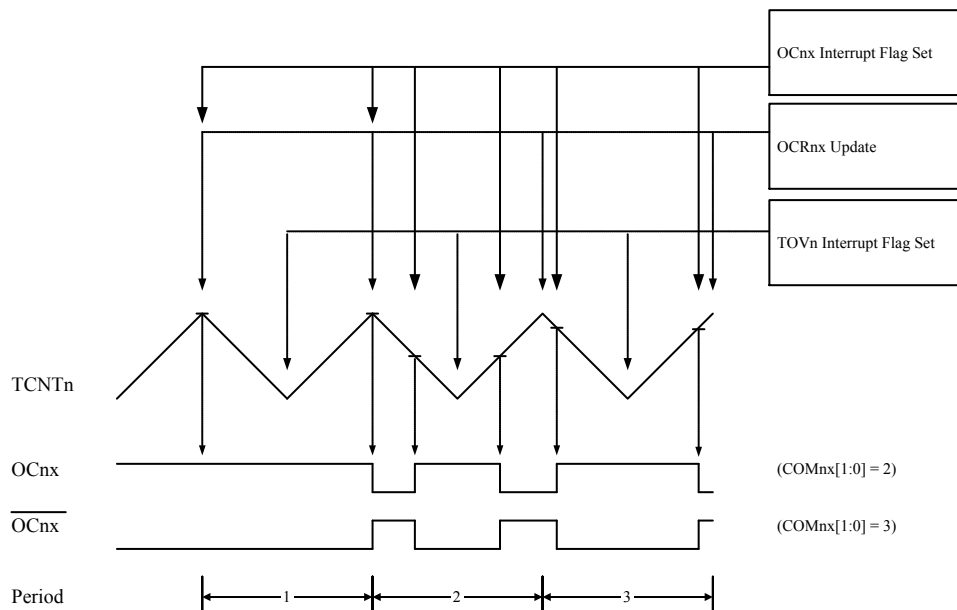 OCnx Interrupt Flag Set
OCRnx Update
TOVn Interrupt Flag Set
TCNTn
OCnx
(COMnx[1:0] = 2)
OCnx
(COMnx[1:0] = 3)
Period
1
2
3